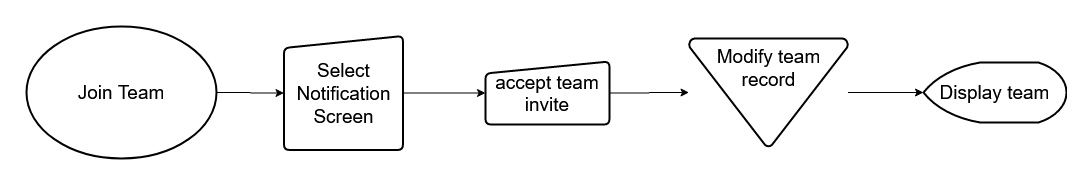 Join Team
Select
Notification
Screen
accept team
invite
Modify team
record
Display team